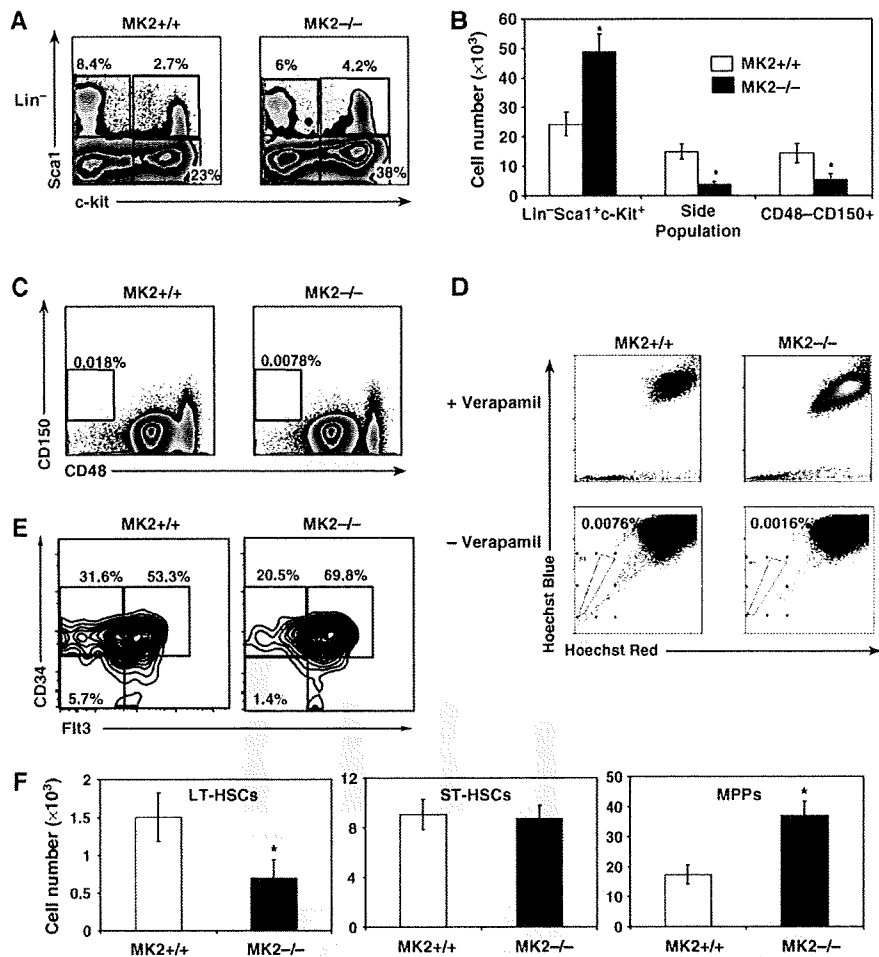 A
MK2+/+
MK2−/−
8.4%
2.7%
6%
4.2%
Lin−
Sca1
23%
38%
c-kit
B
Cell number (×10³)
60
50
40
30
20
10
0
MK2+/+
MK2−/−
*
*
*
Lin−Sca1+c-Kit+
Side Population
CD48−CD150+
C
MK2+/+
MK2−/−
0.018%
0.0078%
CD150
CD48
D
MK2+/+
MK2−/−
+ Verapamil
− Verapamil
0.0076%
0.0016%
Hoechst Blue
Hoechst Red
E
MK2+/+
MK2−/−
31.6%
53.3%
20.5%
69.8%
5.7%
1.4%
CD34
Flt3
F
Cell number (×10³)
2
1.5
1
0.5
0
LT-HSCs
*
MK2+/+
MK2−/−
12
8
4
0
ST-HSCs
MK2+/+
MK2−/−
50
40
30
20
10
0
MPPs
*
MK2+/+
MK2−/−